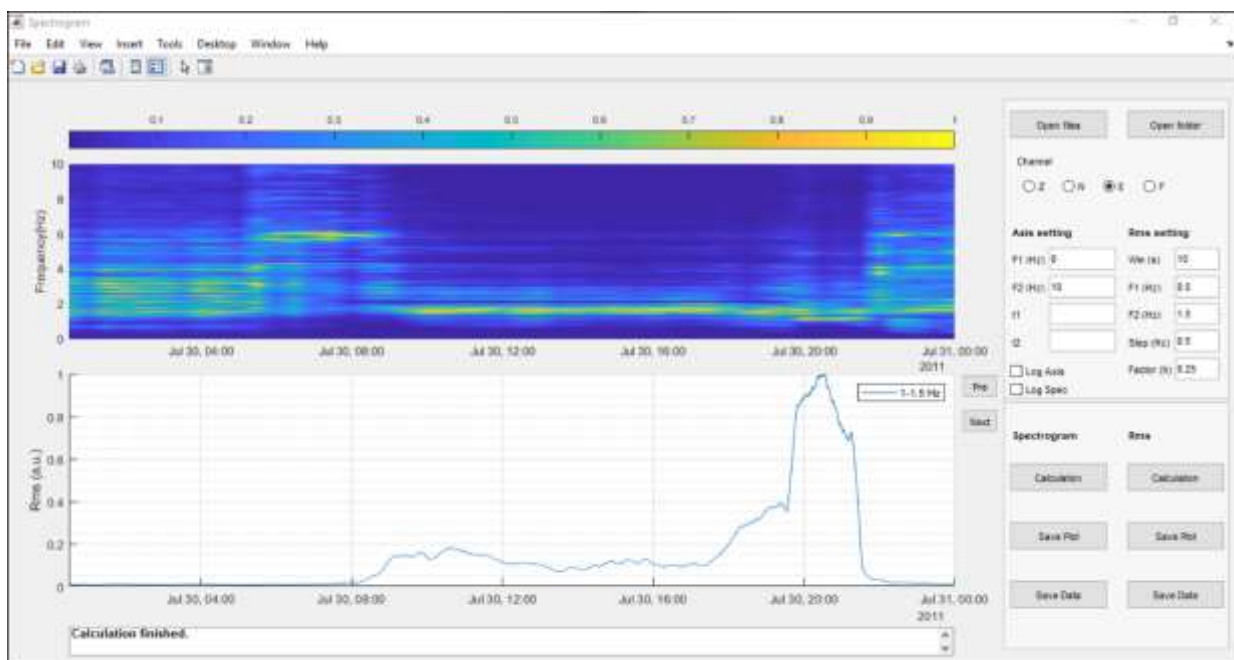 Spectrogram
File Edit View Insert Tools Desktop Window Help
0.1 0.2 0.3 0.4 0.5 0.6 0.7 0.8 0.9 1
10
8
6
4
2
0
Frequency(Hz)
Jul 30, 04:00 Jul 30, 08:00 Jul 30, 12:00 Jul 30, 16:00 Jul 30, 20:00 Jul 31, 00:00
2011
1
0.8
0.6
0.4
0.2
0
Rms (a.u.)
1-1.5 Hz
Jul 30, 04:00 Jul 30, 08:00 Jul 30, 12:00 Jul 30, 16:00 Jul 30, 20:00 Jul 31, 00:00
2011
Calculation finished.
Pre
Next
Open files Open folder
Channel
Z N E F
Axis setting Rms setting
F1 (Hz) 0 Win (s) 10
F2 (Hz) 10 F1 (Hz) 0.5
t1 F2 (Hz) 1.5
t2 Step (Hz) 0.5
Log Axis Factor (h) 0.25
Log Spec
Spectrogram Rms
Calculation Calculation
Save Plot Save Plot
Save Data Save Data